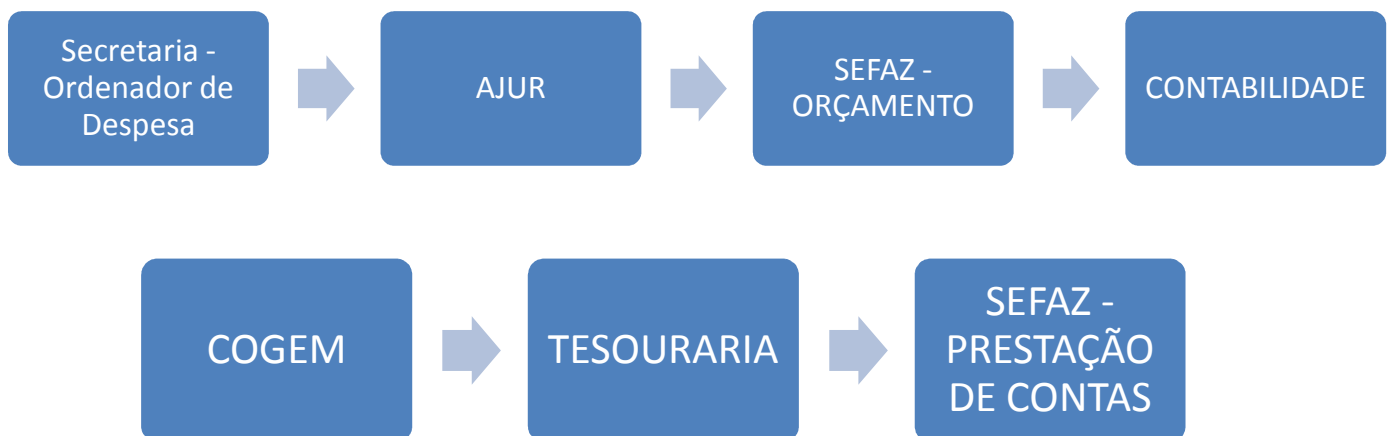 Secretaria -
Ordenador de
Despesa
AJUR
SEFAZ -
ORÇAMENTO
CONTABILIDADE
COGEM
TESOURARIA
SEFAZ -
PRESTAÇÃO
DE CONTAS